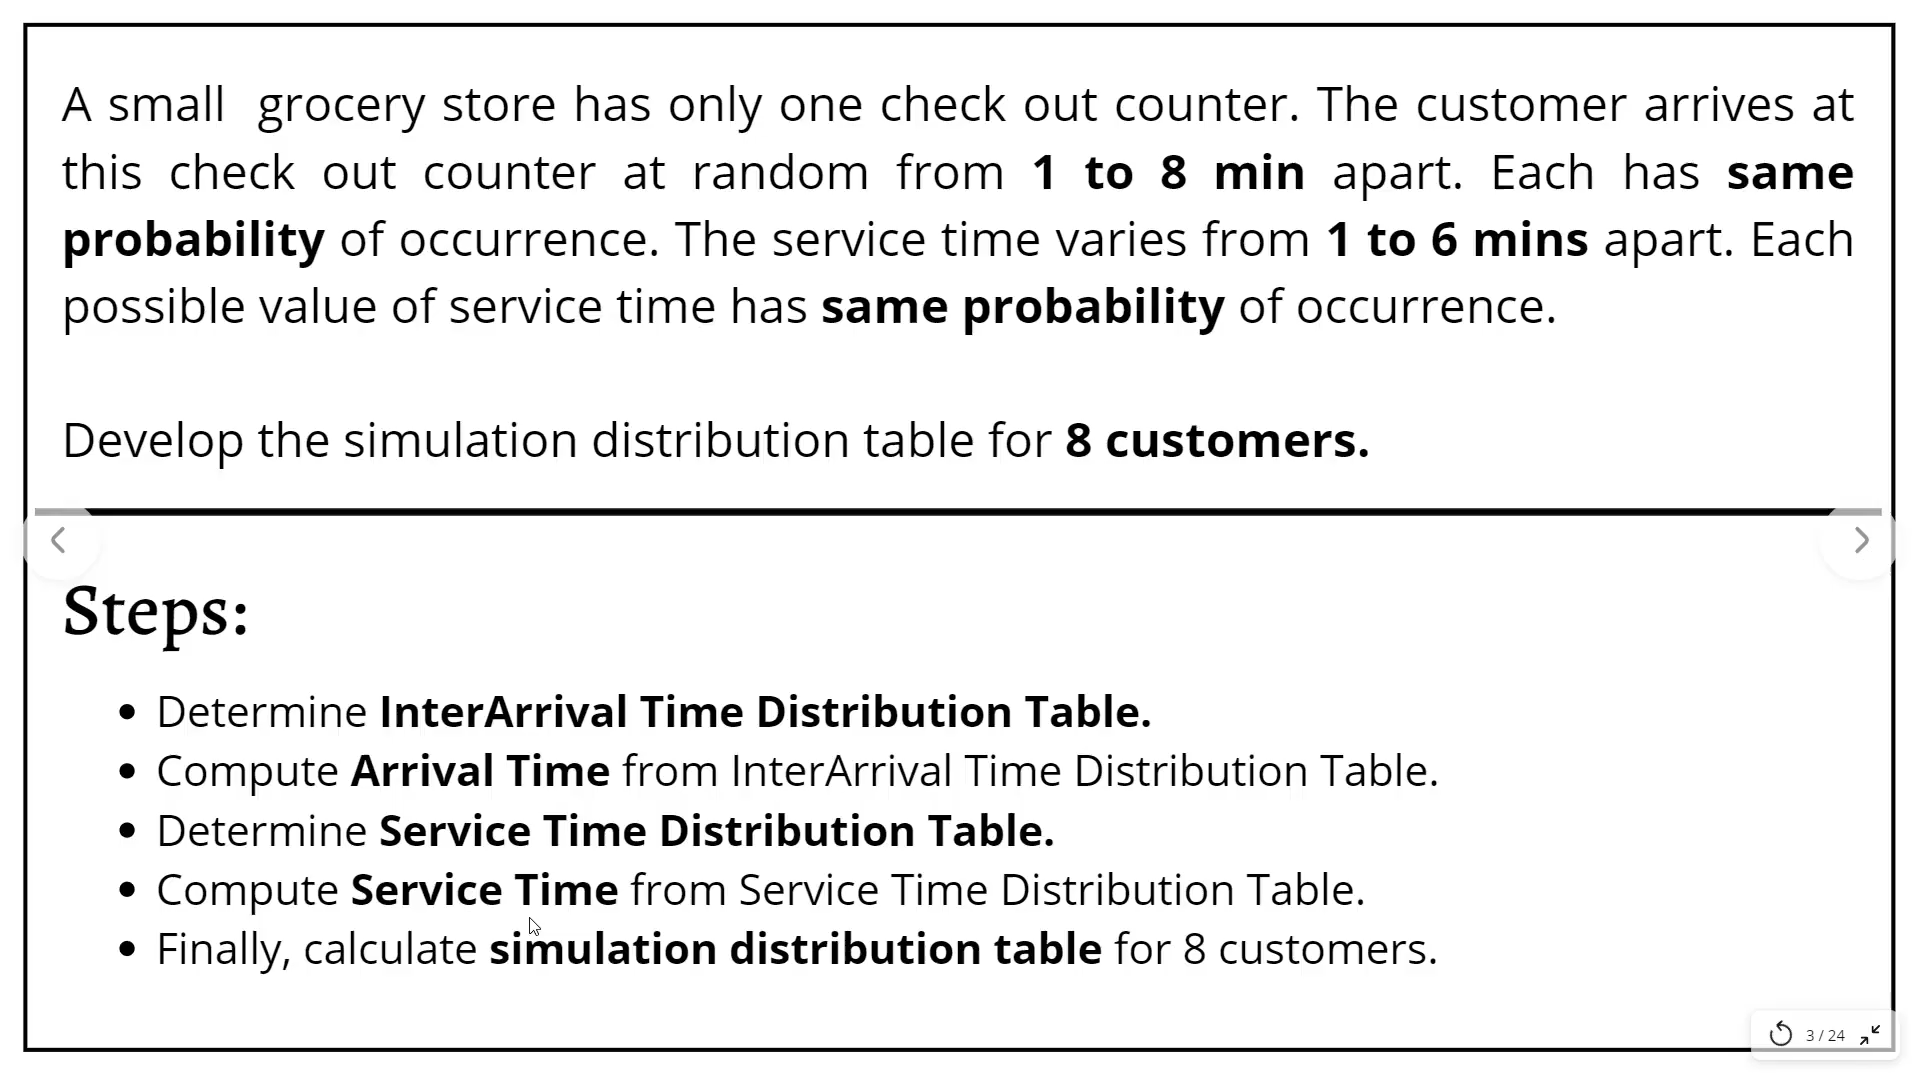 A small grocery store has only one check out counter. The customer arrives at
this check out counter at random from 1 to 8 min apart. Each has same
probability of occurrence. The service time varies from 1 to 6 mins apart. Each
possible value of service time has same probability of occurrence.
Develop the simulation distribution table for 8 customers.
Steps:
• Determine InterArrival Time Distribution Table.
• Compute Arrival Time from InterArrival Time Distribution Table.
• Determine Service Time Distribution Table.
• Compute Service Time from Service Time Distribution Table.
• Finally, calculate simulation distribution table for 8 customers.
3 / 24